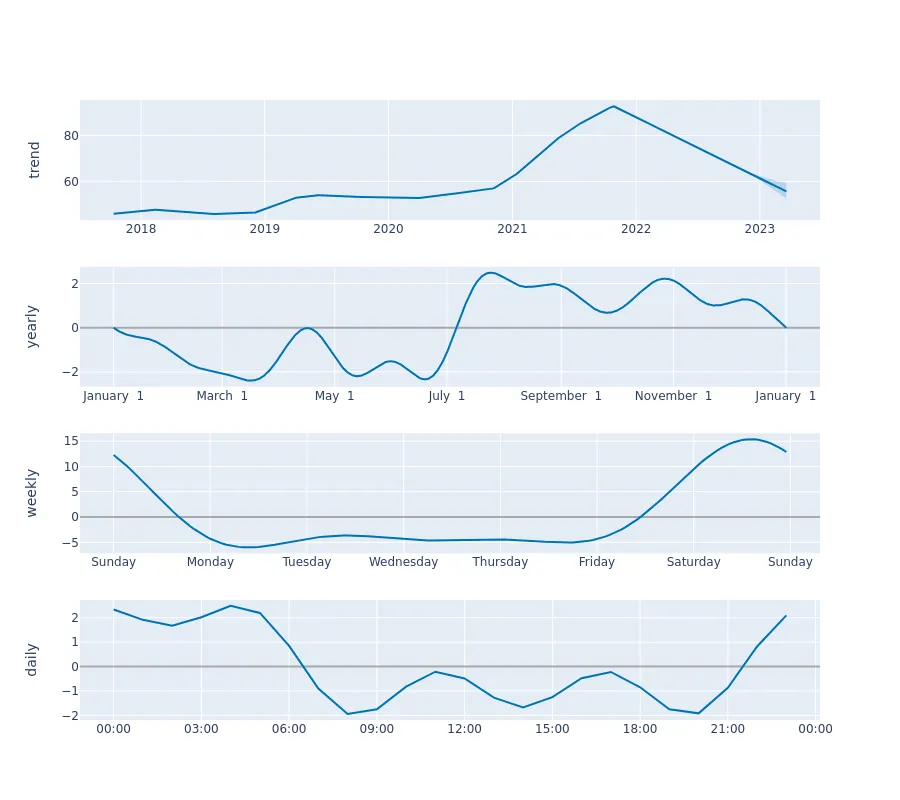 trend
80
60
2018 2019 2020 2021 2022 2023
yearly
2
0
−2
January 1 March 1 May 1 July 1 September 1 November 1 January 1
weekly
15
10
5
0
−5
Sunday Monday Tuesday Wednesday Thursday Friday Saturday Sunday
daily
2
1
0
−1
−2
00:00 03:00 06:00 09:00 12:00 15:00 18:00 21:00 00:00